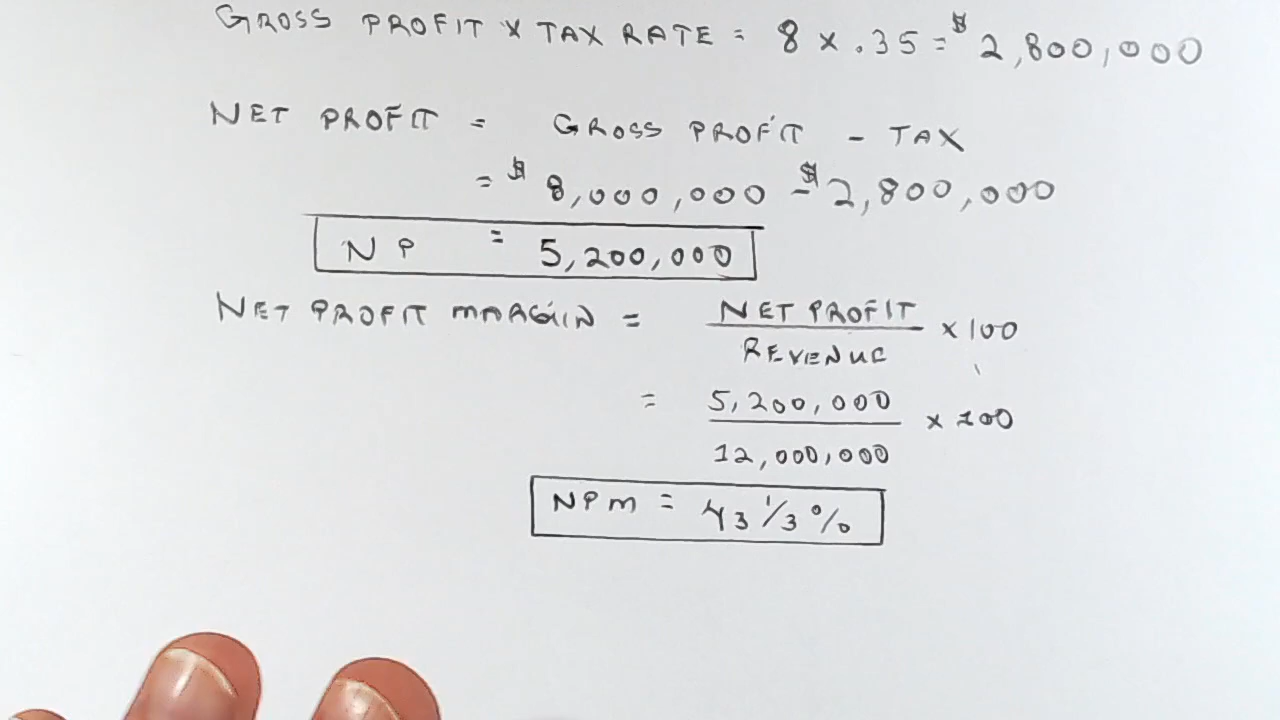 GROSS PROFIT x TAX RATE = 8 x .35 = $2,800,000
NET PROFIT = GROSS PROFIT - TAX
= $8,000,000 - $2,800,000
NP = 5,200,000
NET PROFIT MARGIN = NET PROFIT / REVENUE x 100
= 5,200,000 / 12,000,000 x 100
NPM = 43 1/3 %